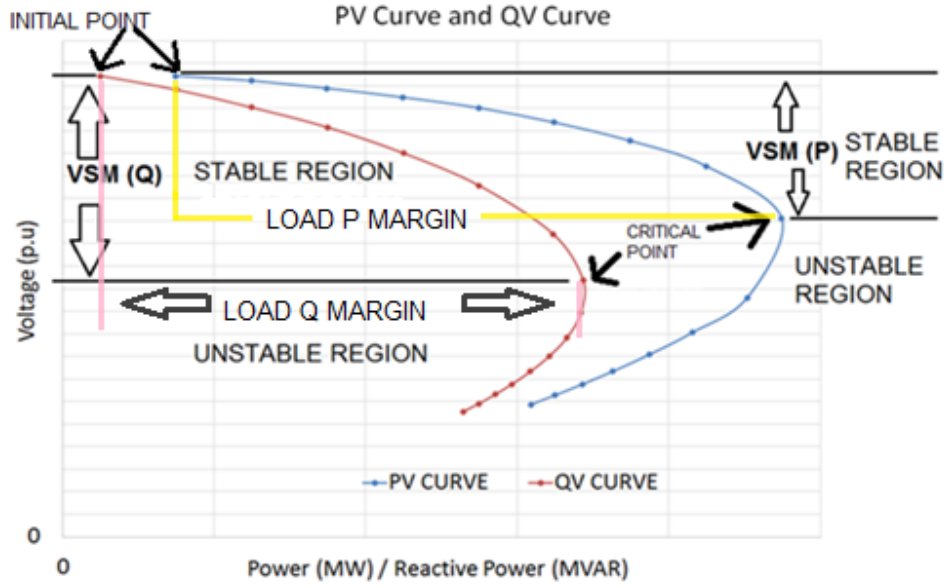 PV Curve and QV Curve
INITIAL POINT
VSM (Q)
STABLE REGION
VSM (P)
STABLE
REGION
LOAD P MARGIN
CRITICAL
POINT
UNSTABLE
REGION
LOAD Q MARGIN
UNSTABLE REGION
Voltage (p.u)
PV CURVE
QV CURVE
0
0
Power (MW) / Reactive Power (MVAR)